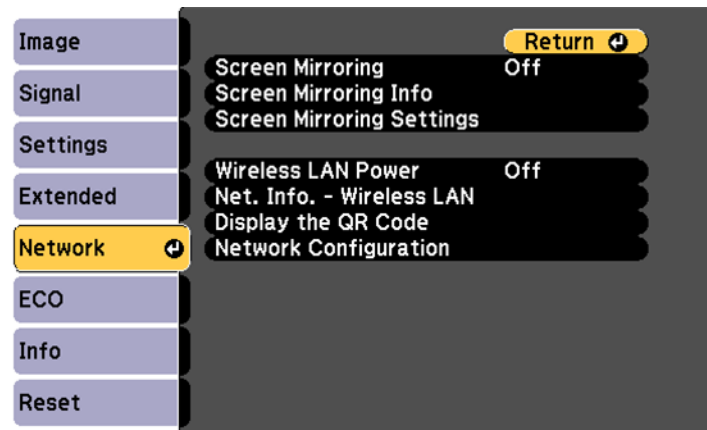 Image
Signal
Settings
Extended
Network
ECO
Info
Reset
Return
Screen Mirroring Off
Screen Mirroring Info
Screen Mirroring Settings
Wireless LAN Power Off
Net. Info. - Wireless LAN
Display the QR Code
Network Configuration